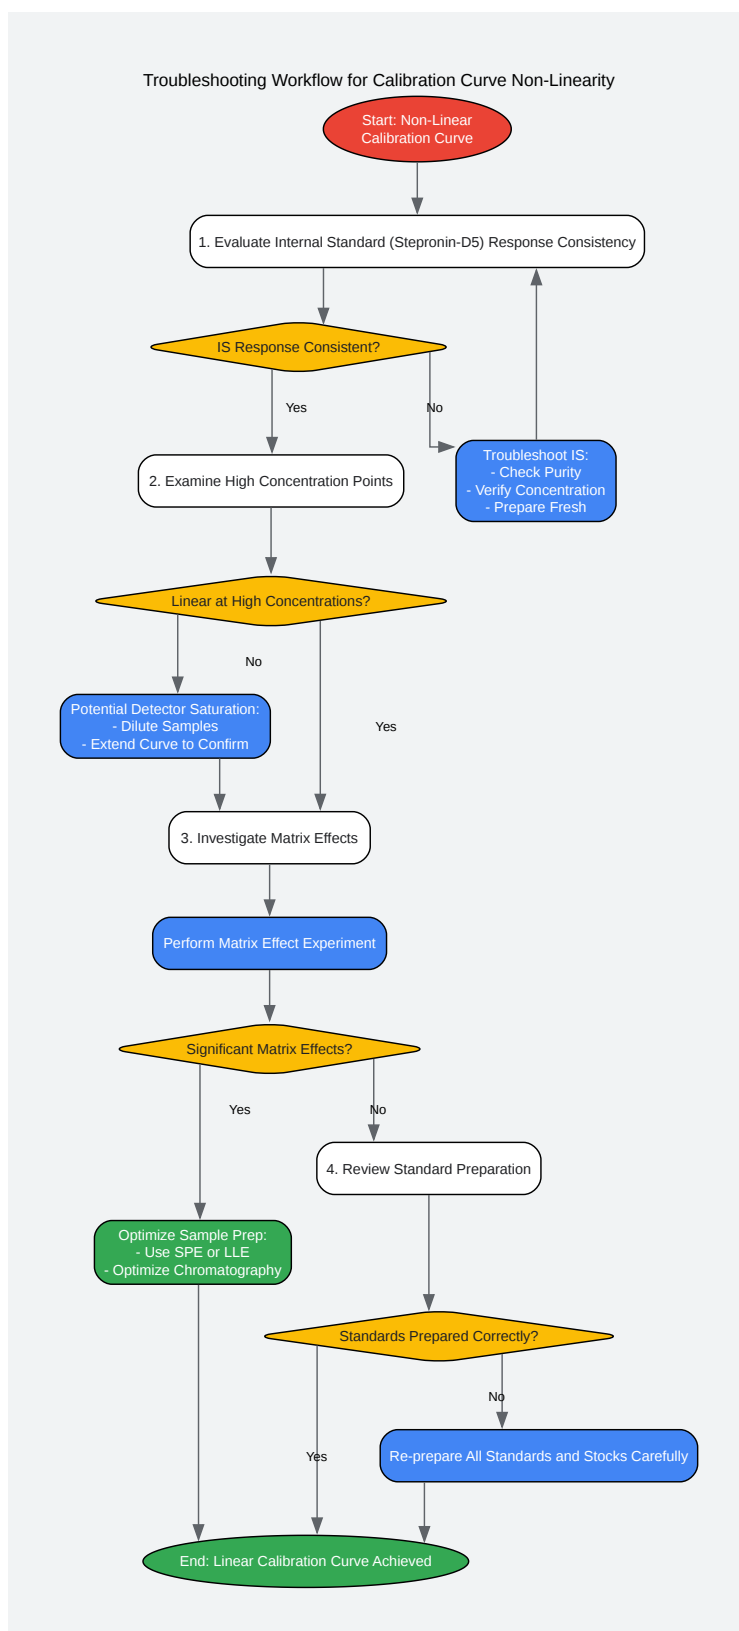 Troubleshooting Workflow for Calibration Curve Non-Linearity
Start: Non-Linear
Calibration Curve
1. Evaluate Internal Standard (Stepronin-D5) Response Consistency
IS Response Consistent?
Yes
No
Troubleshoot IS:
- Check Purity
- Verify Concentration
- Prepare Fresh
2. Examine High Concentration Points
Linear at High Concentrations?
No
Yes
Potential Detector Saturation:
- Dilute Samples
- Extend Curve to Confirm
3. Investigate Matrix Effects
Perform Matrix Effect Experiment
Significant Matrix Effects?
Yes
No
4. Review Standard Preparation
Optimize Sample Prep:
- Use SPE or LLE
- Optimize Chromatography
Standards Prepared Correctly?
No
Yes
Re-prepare All Standards and Stocks Carefully
End: Linear Calibration Curve Achieved